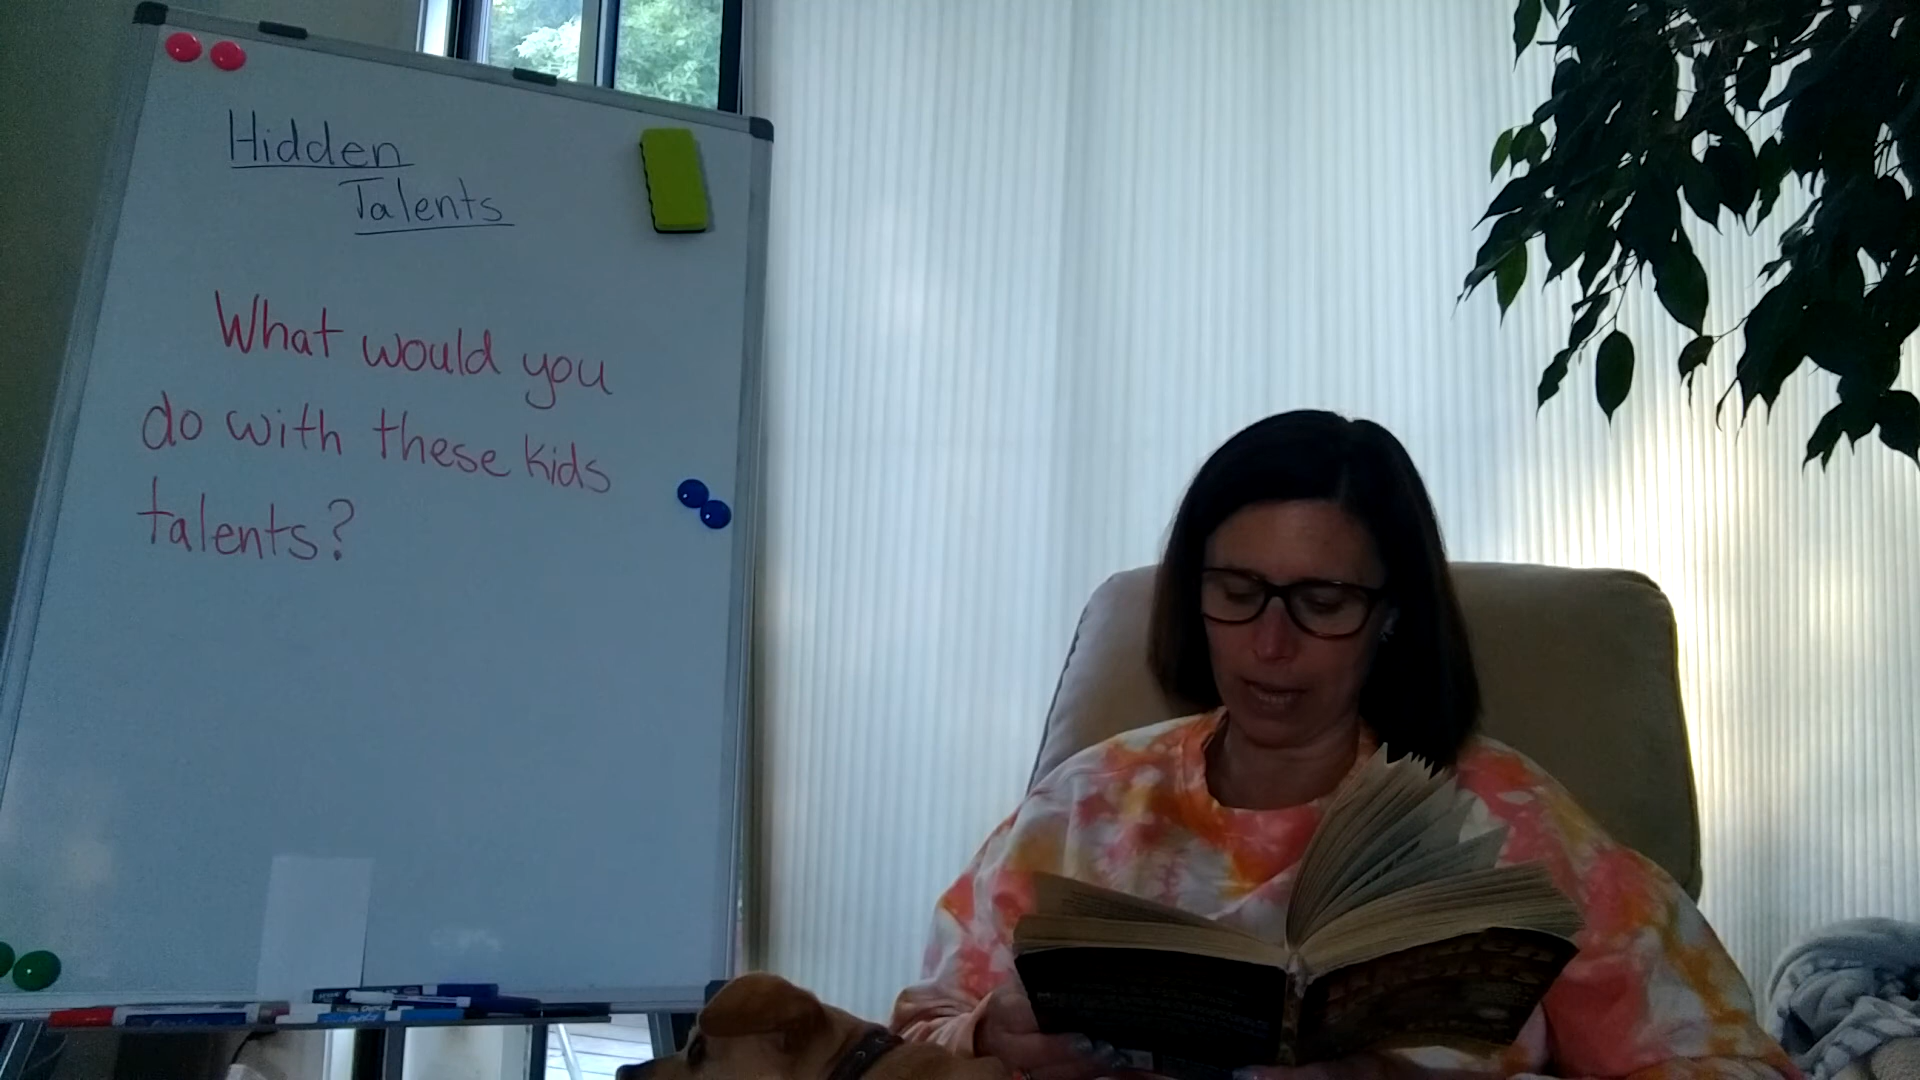 Hidden
Talents
What would you
do with these kids
talents?